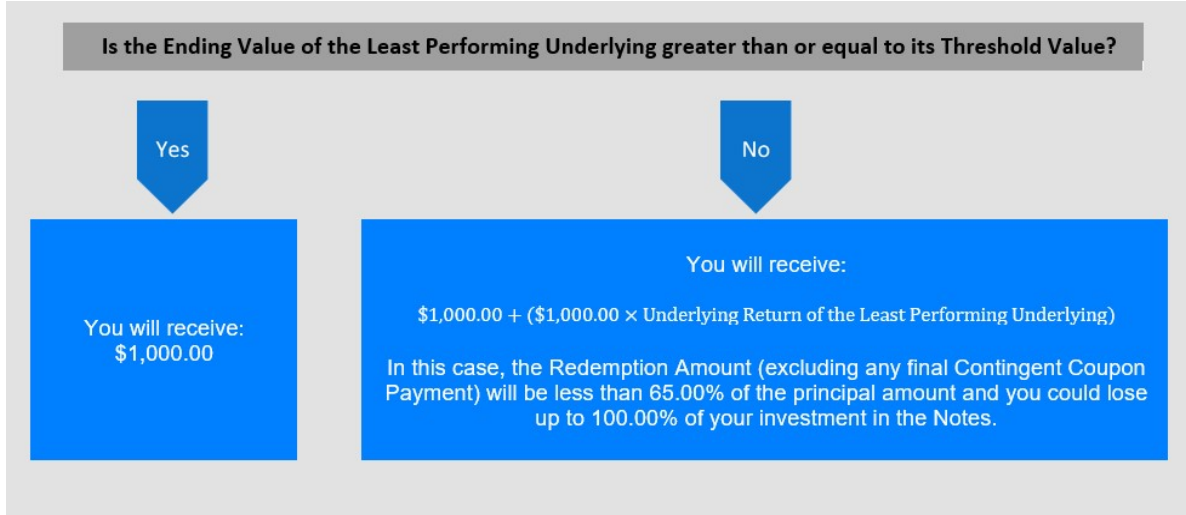 Is the Ending Value of the Least Performing Underlying greater than or equal to its Threshold Value?
Yes
No
You will receive:
$1,000.00
You will receive:
$1,000.00 + ($1,000.00 × Underlying Return of the Least Performing Underlying)
In this case, the Redemption Amount (excluding any final Contingent Coupon
Payment) will be less than 65.00% of the principal amount and you could lose
up to 100.00% of your investment in the Notes.